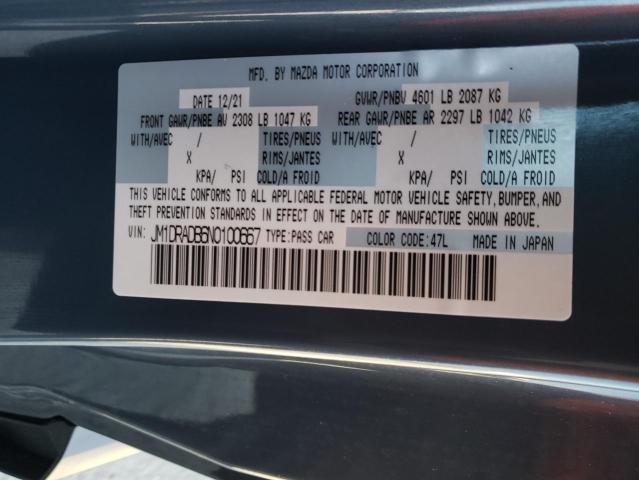 MFD. BY MAZDA MOTOR CORPORATION
DATE 12/21 GVWR/PNBV 4601 LB 2087 KG
FRONT GAWR/PNBE AV 2308 LB 1047 KG REAR GAWR/PNBE AR 2297 LB 1042 KG
WITH/AVEC / TIRES/PNEUS WITH/AVEC / TIRES/PNEUS
X RIMS/JANTES X RIMS/JANTES
KPA/ PSI COLD/A FROID KPA/ PSI COLD/A FROID
THIS VEHICLE CONFORMS TO ALL APPLICABLE FEDERAL MOTOR VEHICLE SAFETY, BUMPER, AND
THEFT PREVENTION STANDARDS IN EFFECT ON THE DATE OF MANUFACTURE SHOWN ABOVE.
VIN: JM1DRADB6N0100667 TYPE:PASS CAR COLOR CODE:47L MADE IN JAPAN